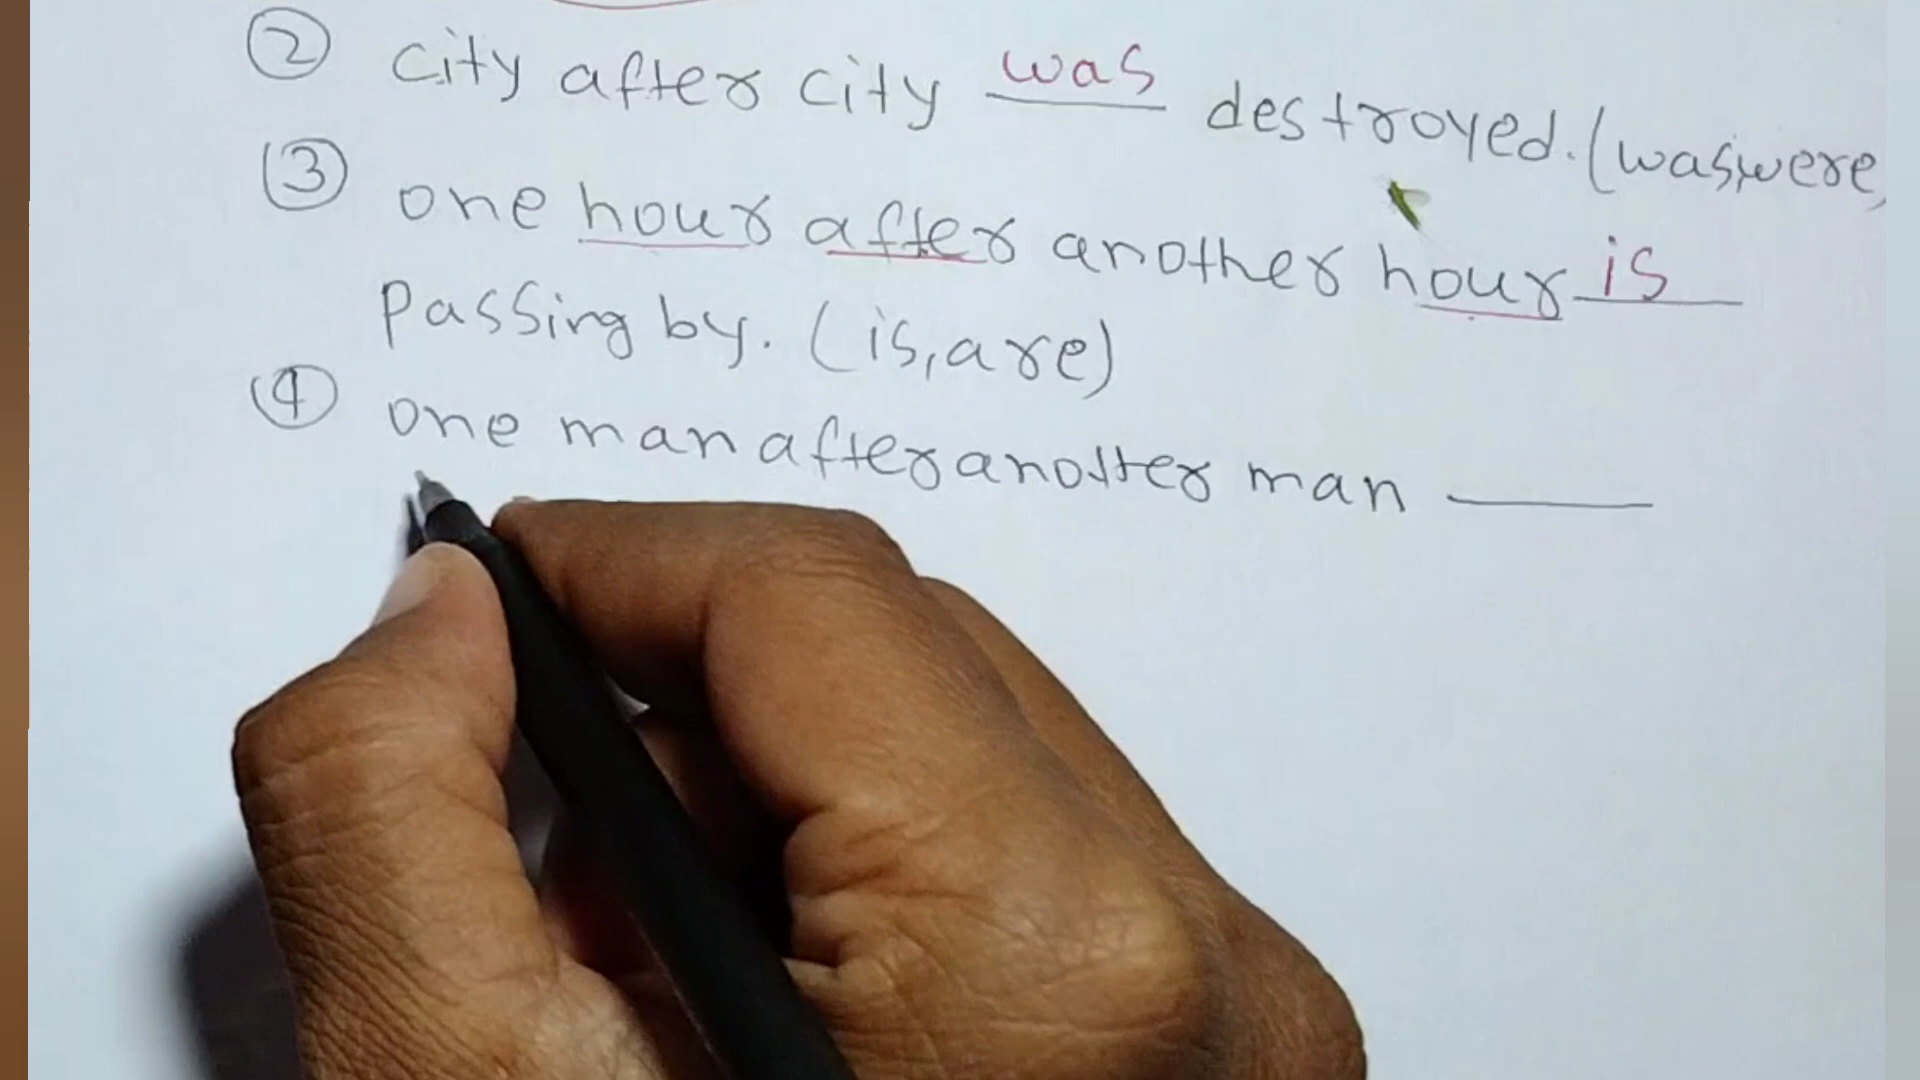 ② city after city was destroyed. (was, were)
③ one hour after another hour is
passing by. (is, are)
④ one man after another man ____